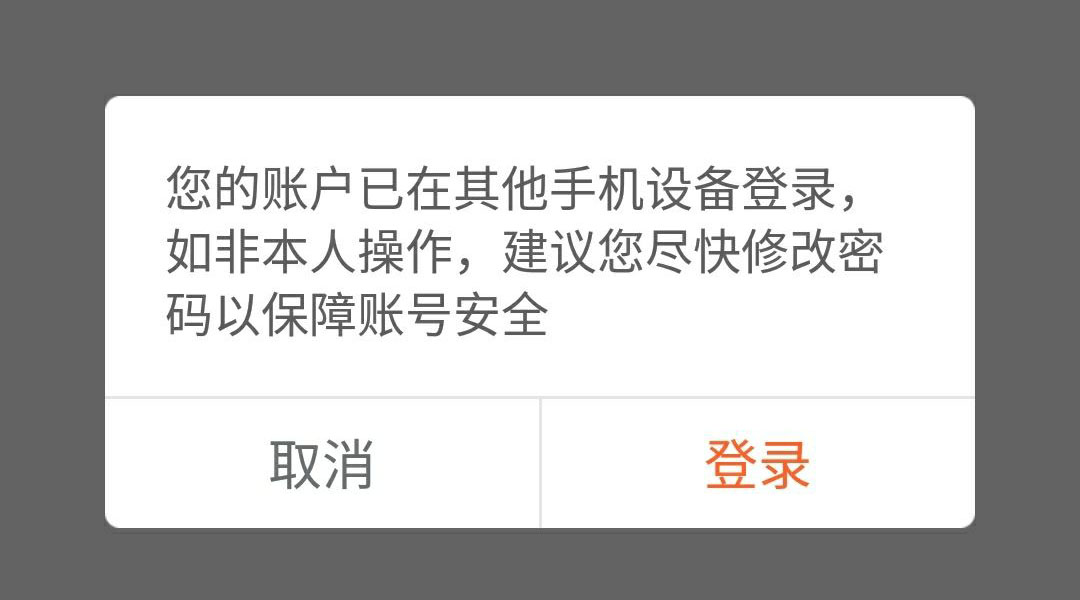 您的账户已在其他手机设备登录，
如非本人操作，建议您尽快修改密
码以保障账号安全
取消
登录